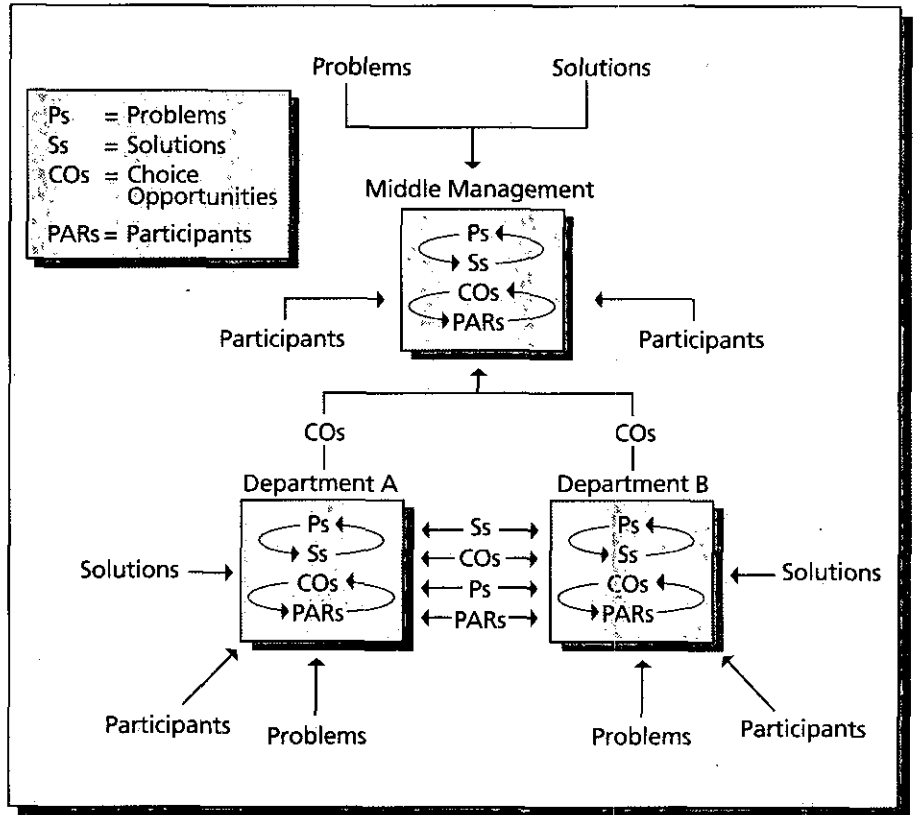 Problems Solutions
Ps = Problems
Ss = Solutions
COs = Choice
Opportunities
PARs = Participants
Middle Management
Ps
Ss
COs
PARs
Participants Participants
COs COs
Department A Department B
Ps
Ss
COs
PARs
Ss
COs
Ps
PARs
Ps
Ss
COs
PARs
Solutions Solutions
Participants Problems Problems Participants